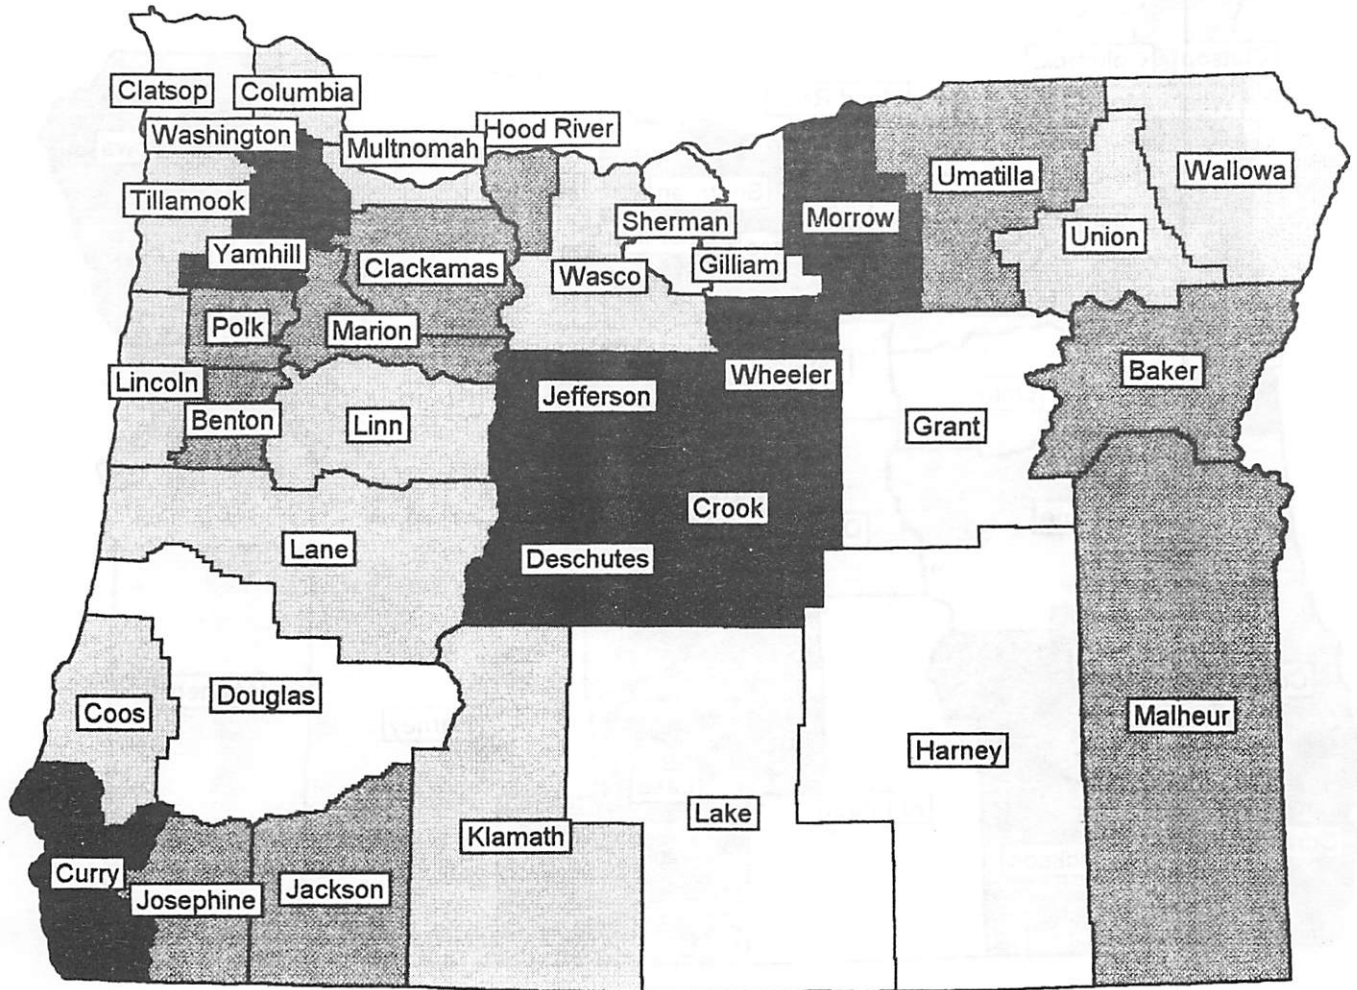 Clatsop
Columbia
Washington
Multnomah
Hood River
Tillamook
Umatilla
Wallowa
Sherman
Morrow
Union
Yamhill
Clackamas
Wasco
Gilliam
Polk
Marion
Lincoln
Jefferson
Wheeler
Baker
Benton
Linn
Grant
Crook
Lane
Deschutes
Coos
Douglas
Malheur
Harney
Lake
Klamath
Curry
Josephine
Jackson